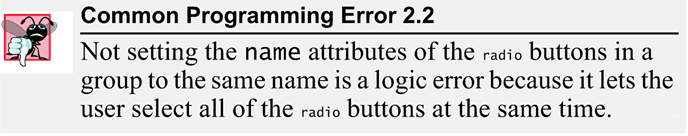 Common Programming Error 2.2
Not setting the name attributes of the radio buttons in a
group to the same name is a logic error because it lets the
user select all of the radio buttons at the same time.